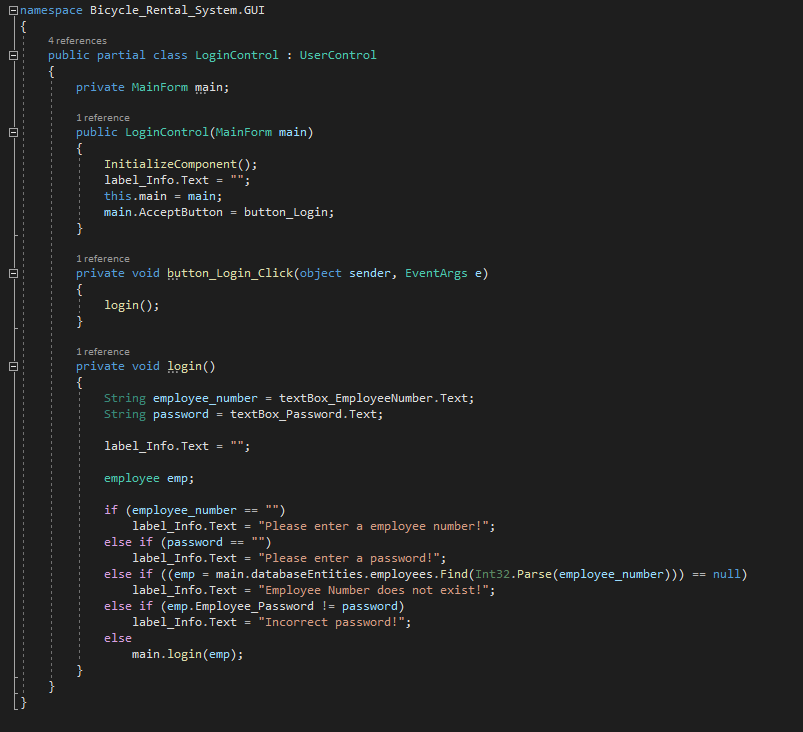 namespace Bicycle_Rental_System.GUI
{
4 references
public partial class LoginControl : UserControl
{
private MainForm main;
1 reference
public LoginControl(MainForm main)
{
InitializeComponent();
label_Info.Text = "";
this.main = main;
main.AcceptButton = button_Login;
}
1 reference
private void button_Login_Click(object sender, EventArgs e)
{
login();
}
1 reference
private void login()
{
String employee_number = textBox_EmployeeNumber.Text;
String password = textBox_Password.Text;
label_Info.Text = "";
employee emp;
if (employee_number == "")
label_Info.Text = "Please enter a employee number!";
else if (password == "")
label_Info.Text = "Please enter a password!";
else if ((emp = main.databaseEntities.employees.Find(Int32.Parse(employee_number))) == null)
label_Info.Text = "Employee Number does not exist!";
else if (emp.Employee_Password != password)
label_Info.Text = "Incorrect password!";
else
main.login(emp);
}
}
}